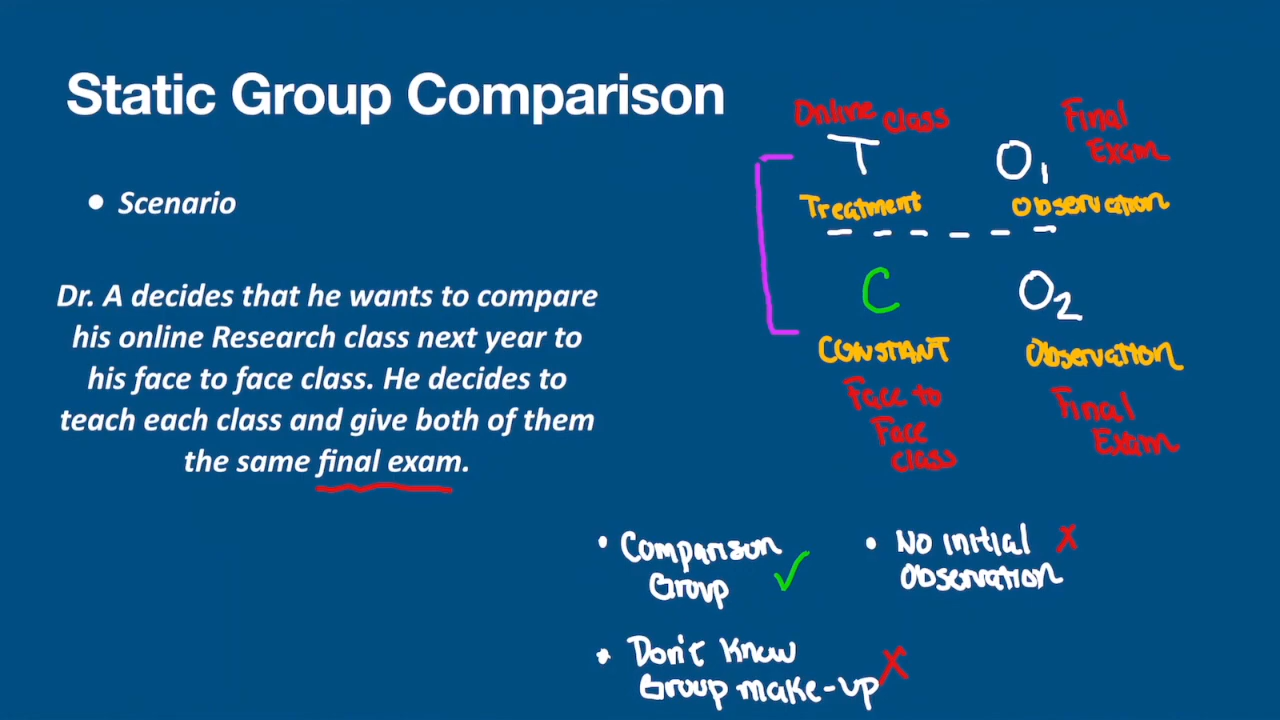 Static Group Comparison
• Scenario
Dr. A decides that he wants to compare
his online Research class next year to
his face to face class. He decides to
teach each class and give both of them
the same final exam.
Online class
T
Treatment
Final
Exam
O1
Observation
C
CONSTANT
Face to
Face
class
O2
Observation
Final
Exam
• Comparison
Group ✓
• No initial X
Observation
• Don't Know
Group make-up X